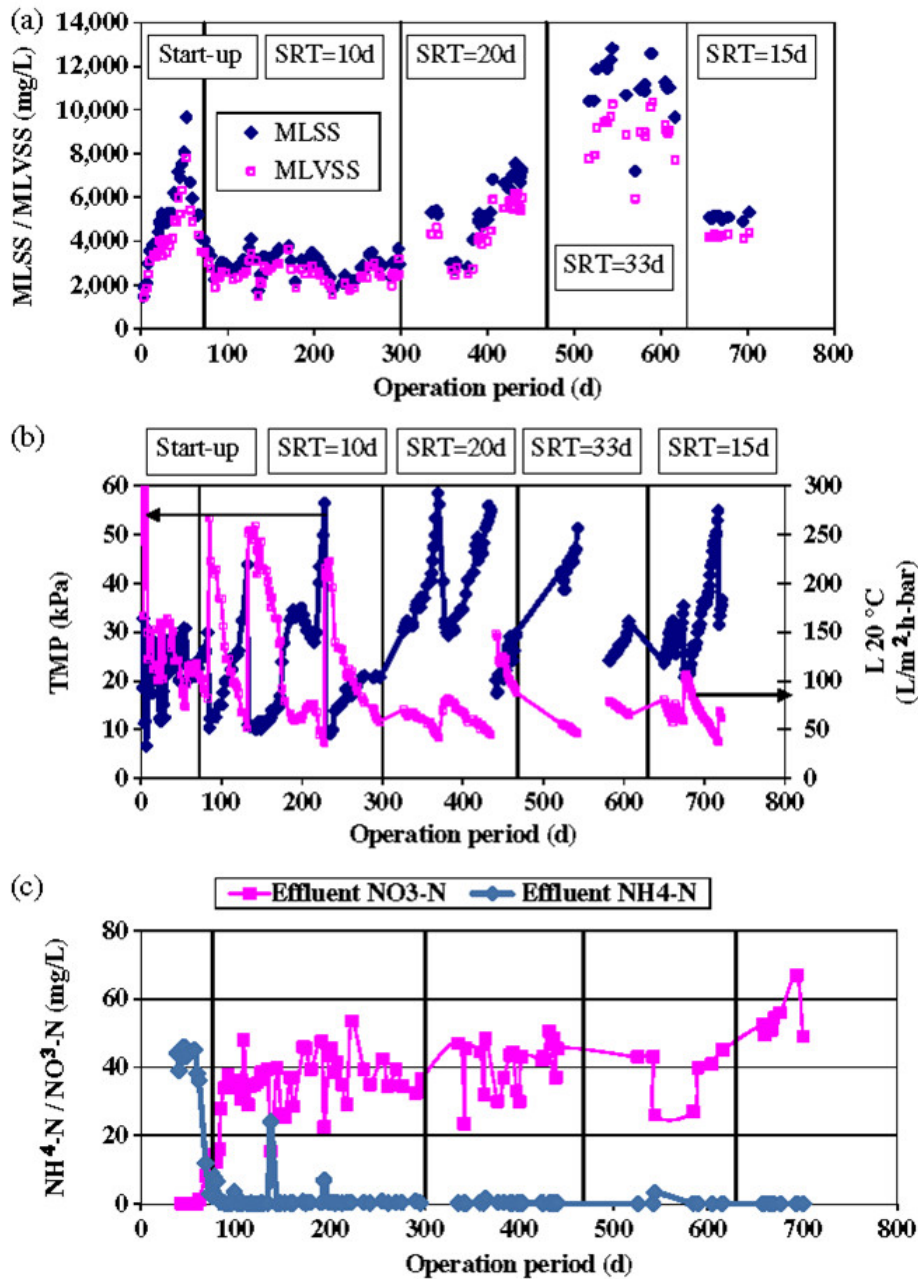 (a)
14,000
12,000
10,000
8,000
6,000
4,000
2,000
0
MLSS / MLVSS (mg/L)
Start-up
SRT=10d
SRT=20d
SRT=33d
SRT=15d
MLSS
MLVSS
0 100 200 300 400 500 600 700 800
Operation period (d)
(b)
Start-up
SRT=10d
SRT=20d
SRT=33d
SRT=15d
60
50
40
30
20
10
0
TMP (kPa)
300
250
200
150
100
50
0
L 20 °C
(L/m²-h-bar)
0 100 200 300 400 500 600 700 800
Operation period (d)
(c)
Effluent NO3-N Effluent NH4-N
80
60
40
20
0
NH⁴-N / NO³-N (mg/L)
0 100 200 300 400 500 600 700 800
Operation period (d)